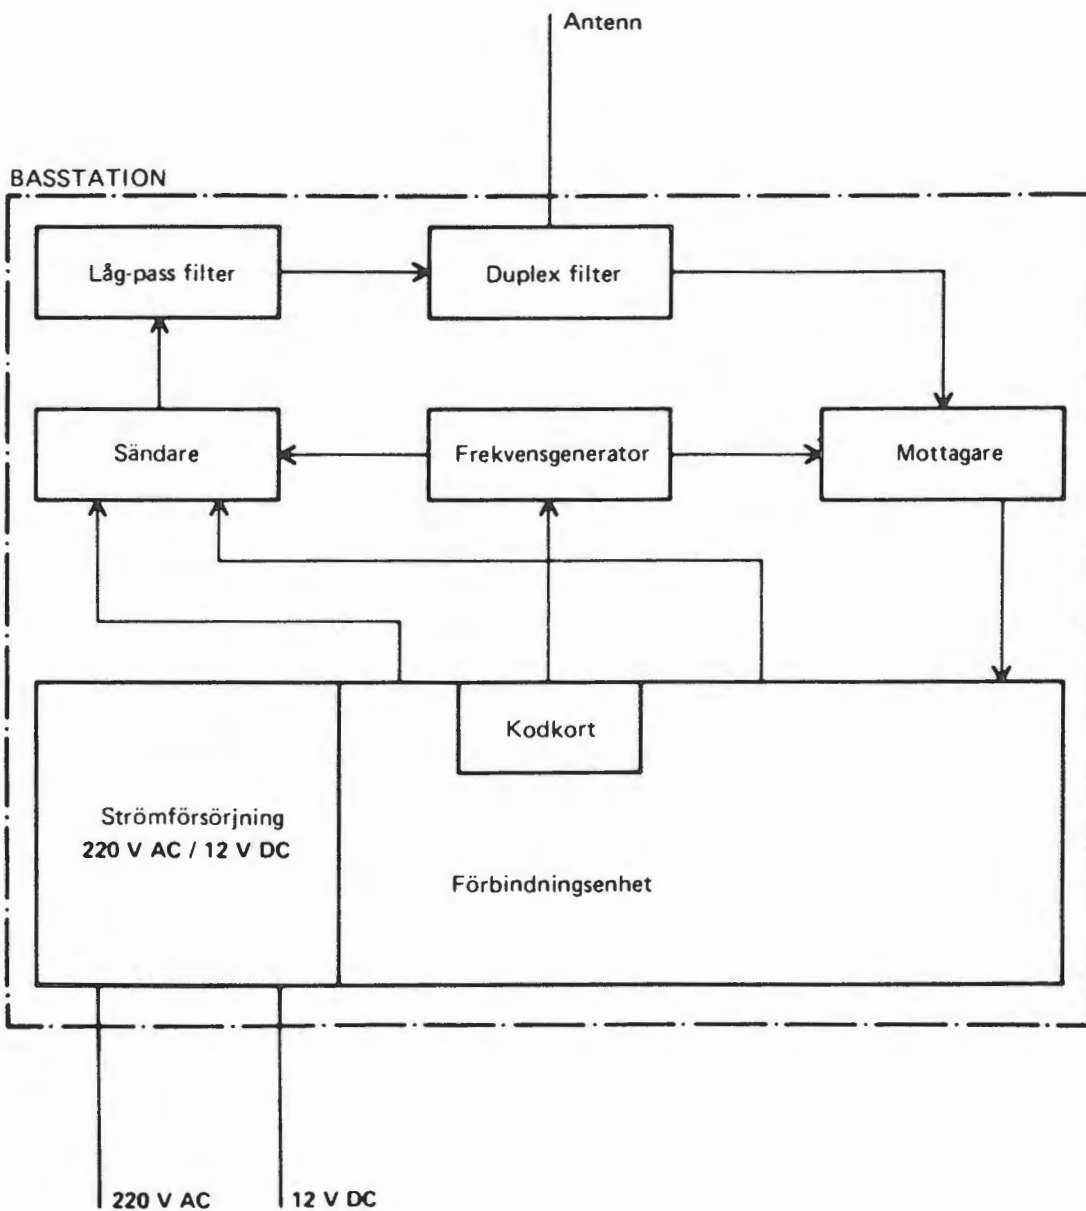 Antenn
BASSTATION
Låg-pass filter
Duplex filter
Sändare
Frekvensgenerator
Mottagare
Kodkort
Strömförsörjning
220 V AC / 12 V DC
Förbindningsenhet
220 V AC
12 V DC